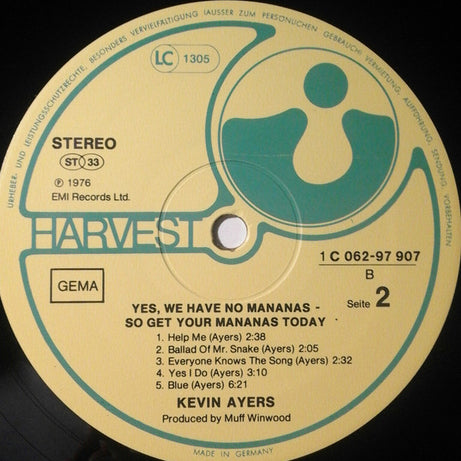 URHEBER- UND LEISTUNGSSCHUTZRECHTE, BESONDERS VERVIELFÄLTIGUNG (AUSSER ZUM PERSÖNLICHEN EIGENEN GEBRAUCH), VERMIETUNG, AUFFÜHRUNG, SENDUNG, VORBEHALTEN
LC 1305
STEREO
ST 33
℗ 1976
EMI Records Ltd.
HARVEST
1 C 062-97 907
B
Seite 2
GEMA
YES, WE HAVE NO MANANAS -
SO GET YOUR MANANAS TODAY
1. Help Me (Ayers) 2:38
2. Ballad Of Mr. Snake (Ayers) 2:05
3. Everyone Knows The Song (Ayers) 2:32
4. Yes I Do (Ayers) 3:10
5. Blue (Ayers) 6:21
KEVIN AYERS
Produced by Muff Winwood
MADE IN GERMANY